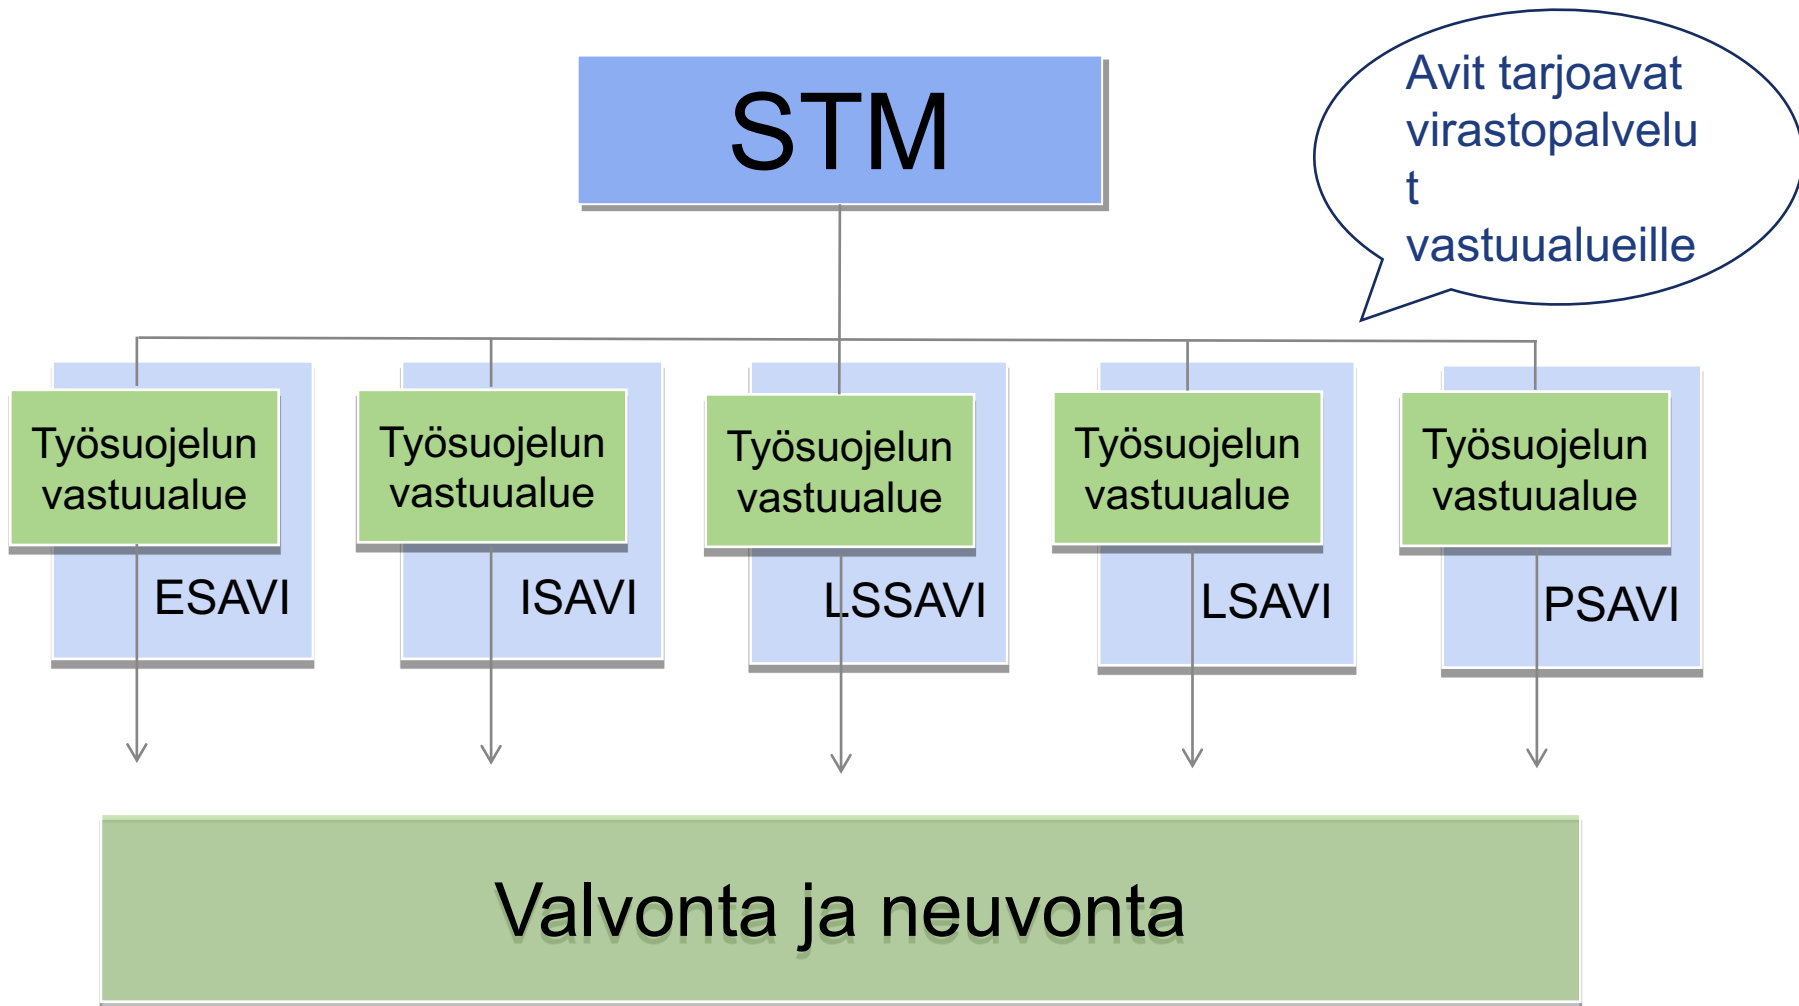 STM
Avit tarjoavat
virastopalvelu
t
vastuualueille
Työsuojelun
vastuualue
ESAVI
Työsuojelun
vastuualue
ISAVI
Työsuojelun
vastuualue
LSSAVI
Työsuojelun
vastuualue
LSAVI
Työsuojelun
vastuualue
PSAVI
Valvonta ja neuvonta